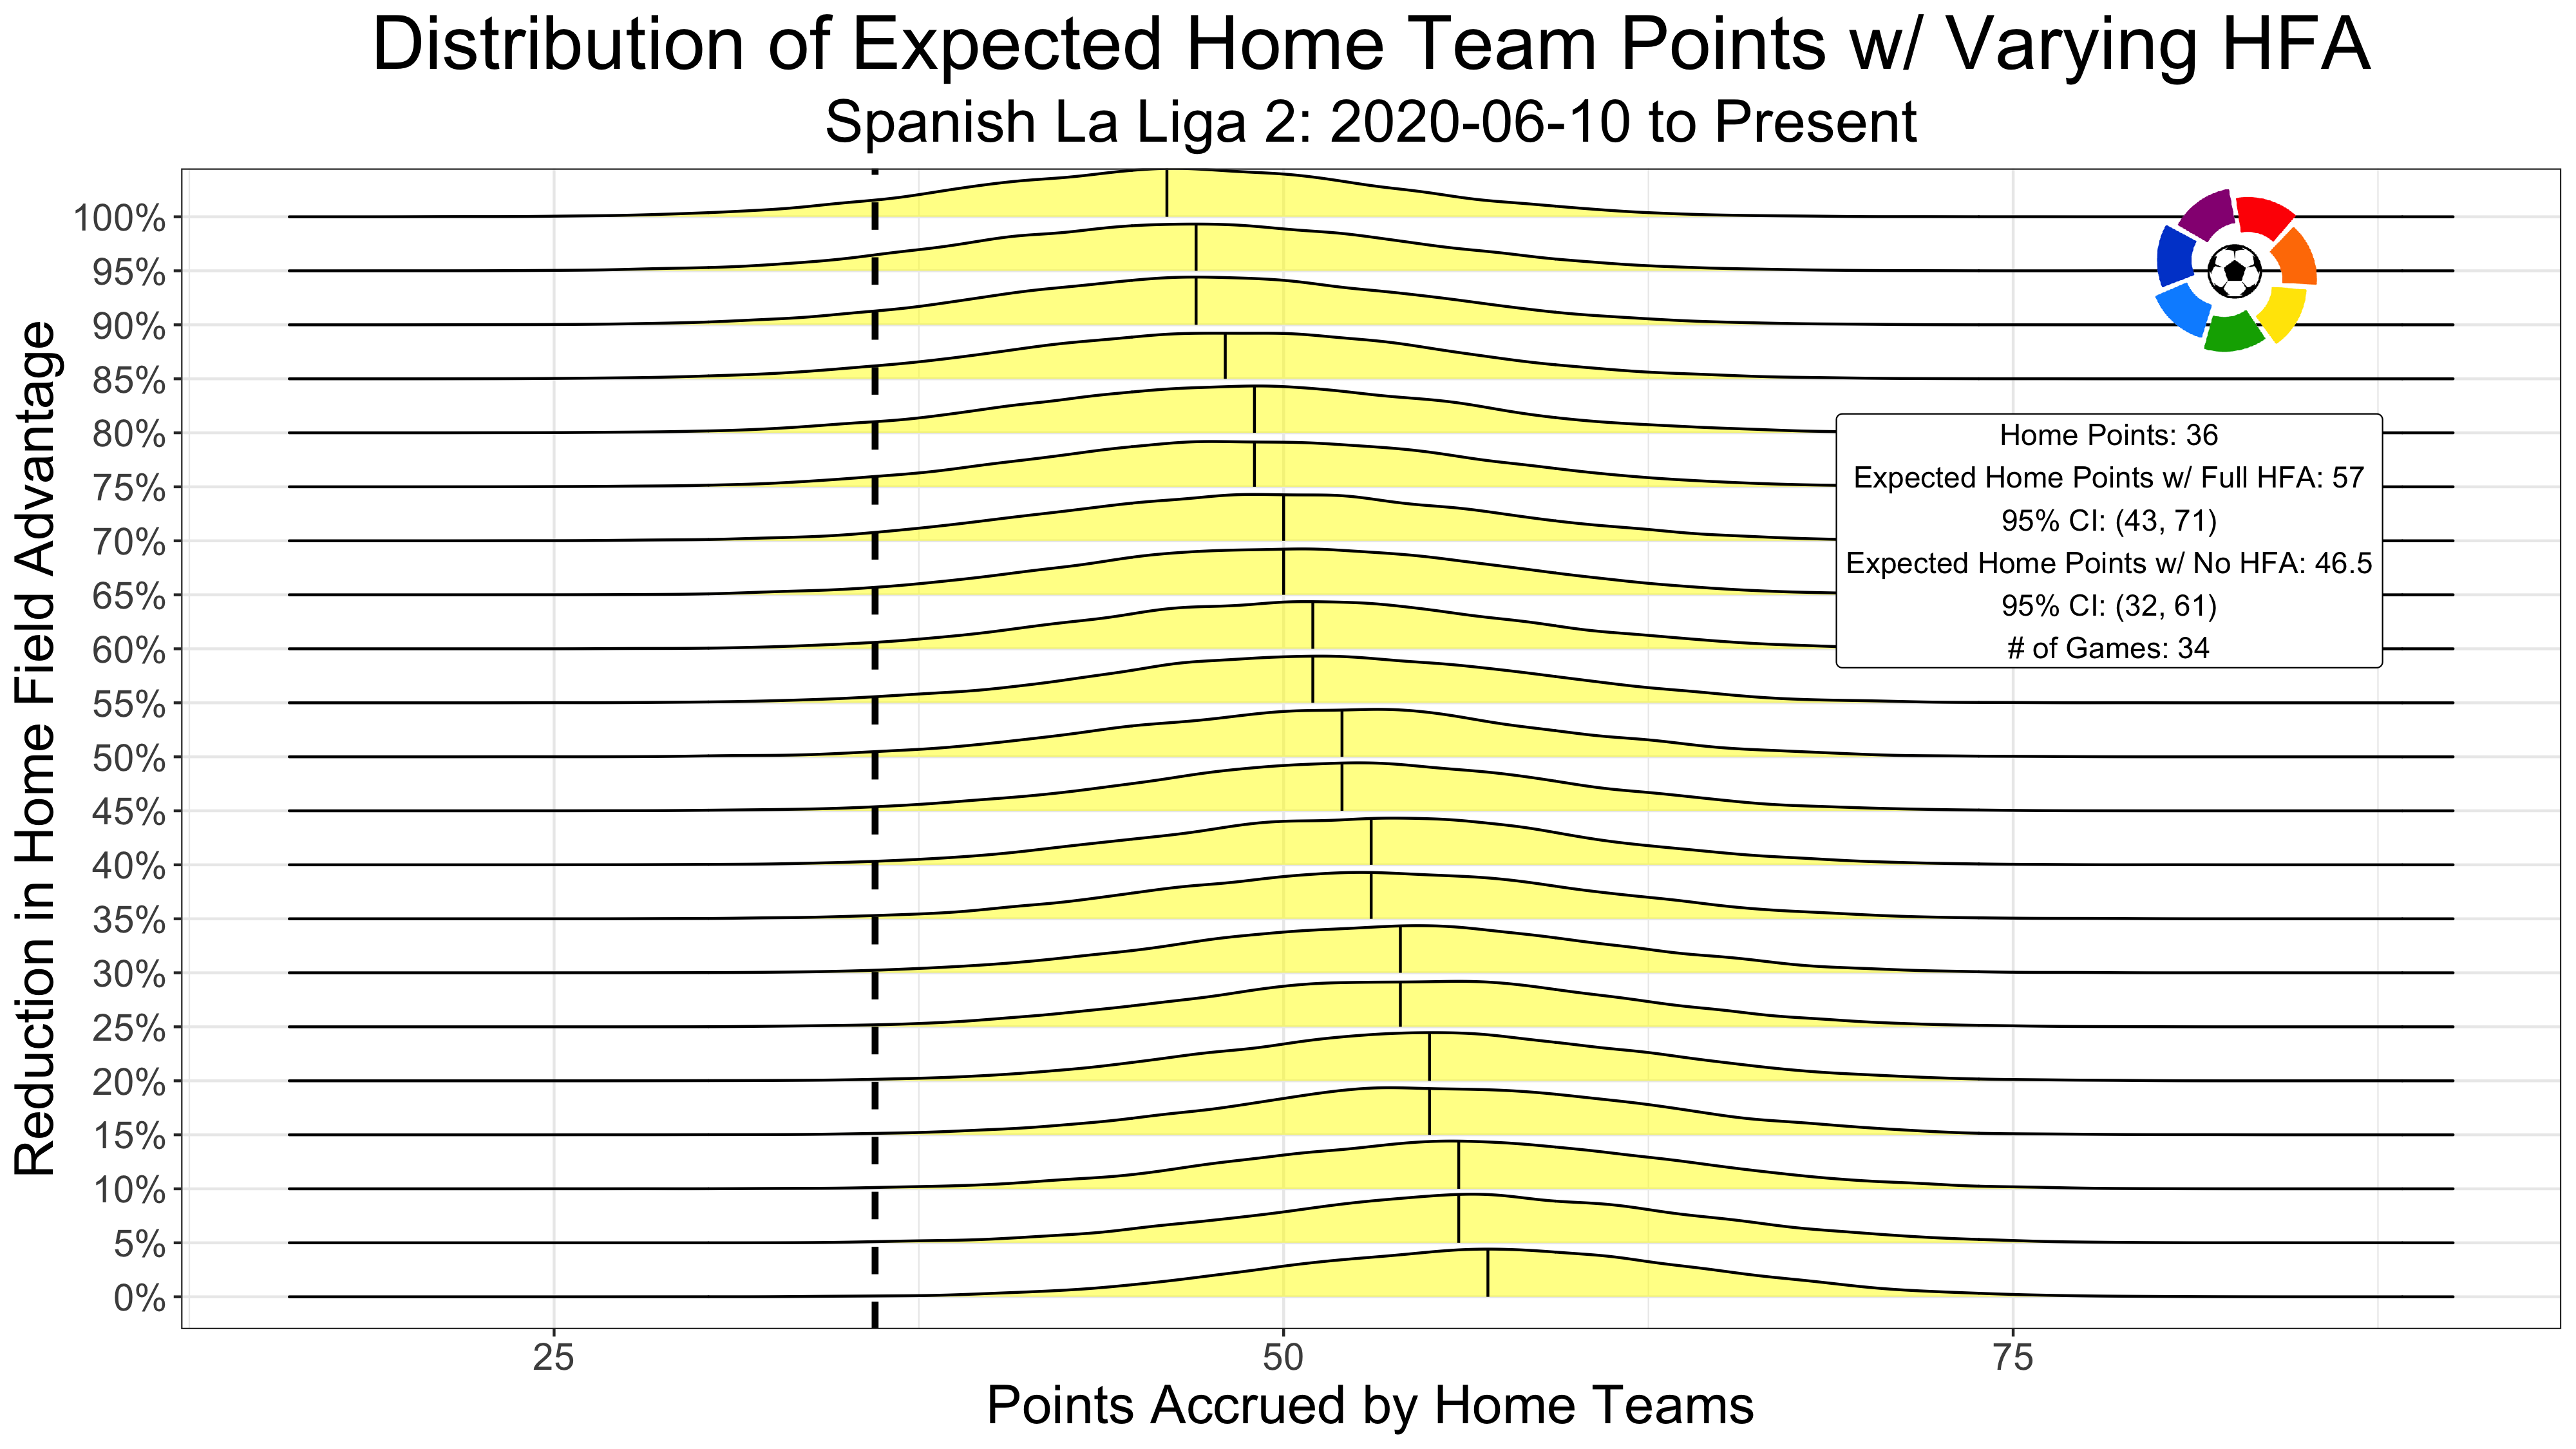 Distribution of Expected Home Team Points w/ Varying HFA
Spanish La Liga 2: 2020-06-10 to Present
Reduction in Home Field Advantage
100%
95%
90%
85%
80%
75%
70%
65%
60%
55%
50%
45%
40%
35%
30%
25%
20%
15%
10%
5%
0%
Home Points: 36
Expected Home Points w/ Full HFA: 57
95% CI: (43, 71)
Expected Home Points w/ No HFA: 46.5
95% CI: (32, 61)
# of Games: 34
25
50
75
Points Accrued by Home Teams